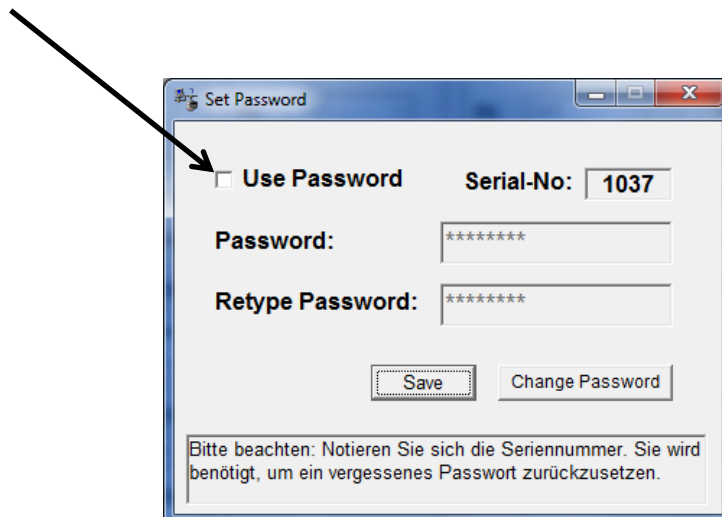 Set Password
Use Password Serial-No: 1037
Password: ********
Retype Password: ********
Save Change Password
Bitte beachten: Notieren Sie sich die Seriennummer. Sie wird
benötigt, um ein vergessenes Passwort zurückzusetzen.